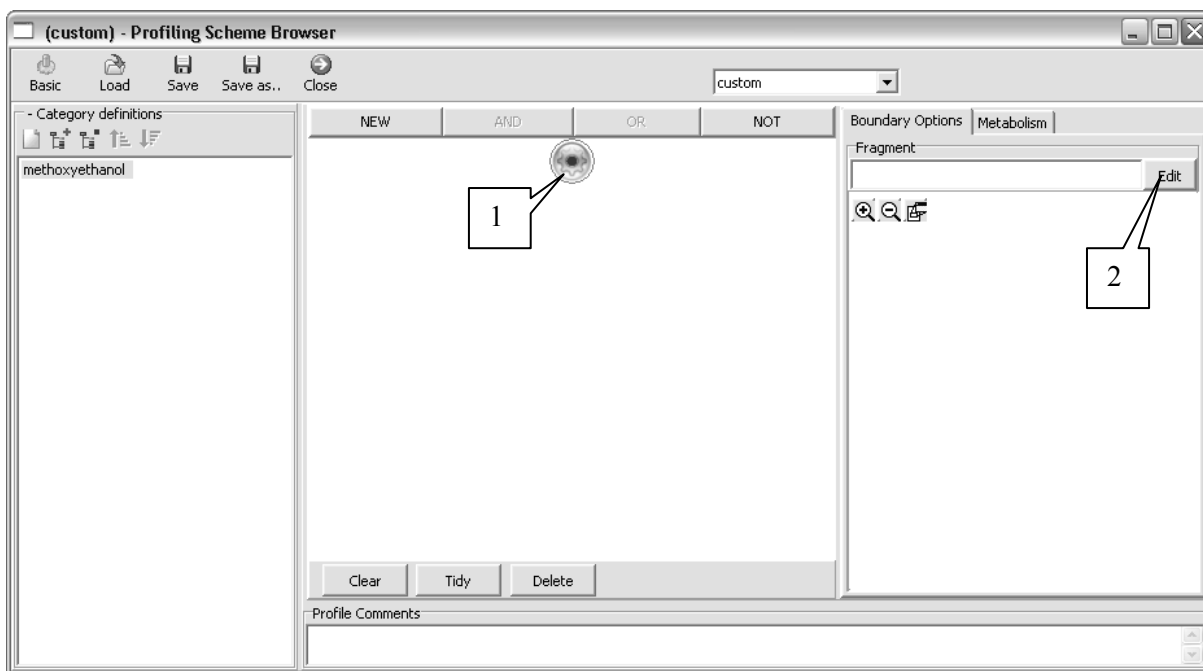 (custom) - Profiling Scheme Browser
Basic Load Save Save as.. Close custom
- Category definitions
methoxyethanol
NEW AND OR NOT
1
Boundary Options Metabolism
Fragment
Edit
2
Clear Tidy Delete
Profile Comments